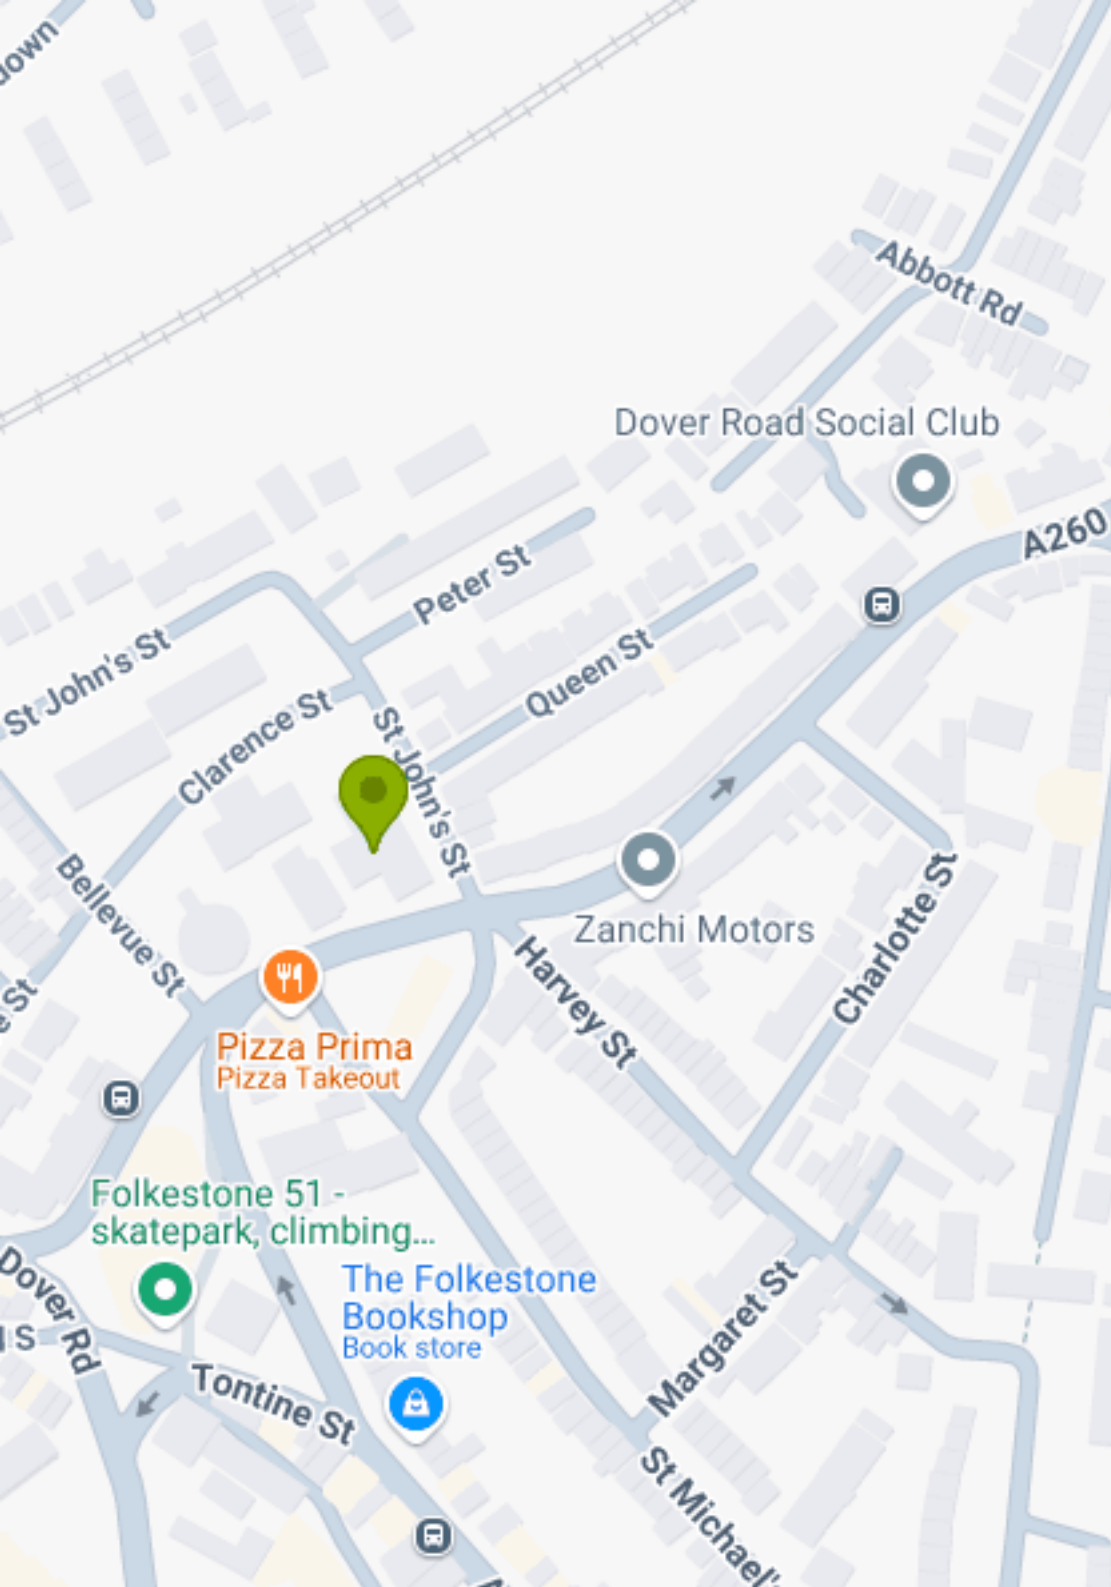 down
Abbott Rd
Dover Road Social Club
A260
Peter St
St John's St
Queen St
Clarence St
St John's St
Bellevue St
Zanchi Motors
Charlotte St
Harvey St
St
Pizza Prima
Pizza Takeout
Folkestone 51 -
skatepark, climbing...
Dover Rd
The Folkestone
Bookshop
Book store
Margaret St
Tontine St
St Michael's